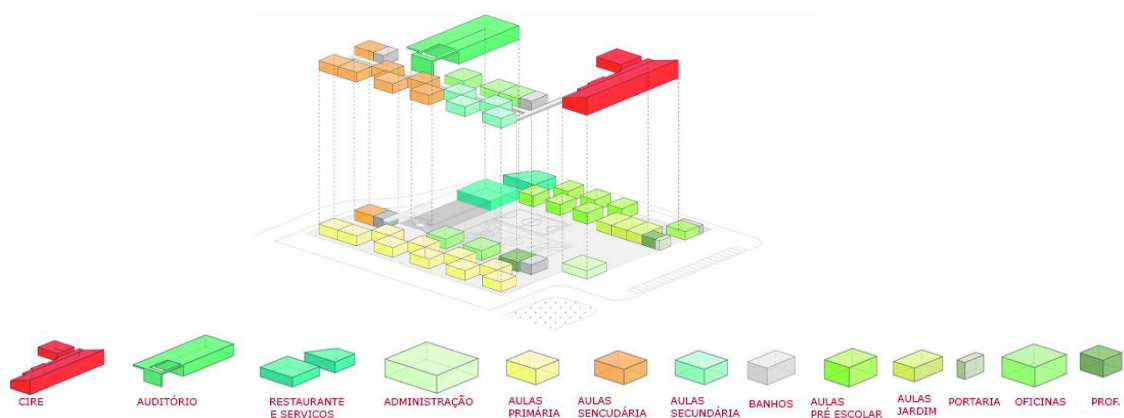 CIRE
AUDITÓRIO
RESTAURANTE
E SERVICOS
ADMINISTRAÇÃO
AULAS
PRIMÁRIA
AULAS
SENCUDÁRIA
AULAS
SECUNDÁRIA
BANHOS
AULAS
PRÉ ESCOLAR
AULAS
JARDIM
PORTARIA
OFICINAS
PROF.